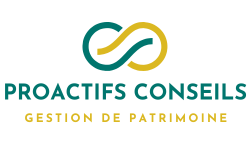 PROACTIFS CONSEILS
GESTION DE PATRIMOINE